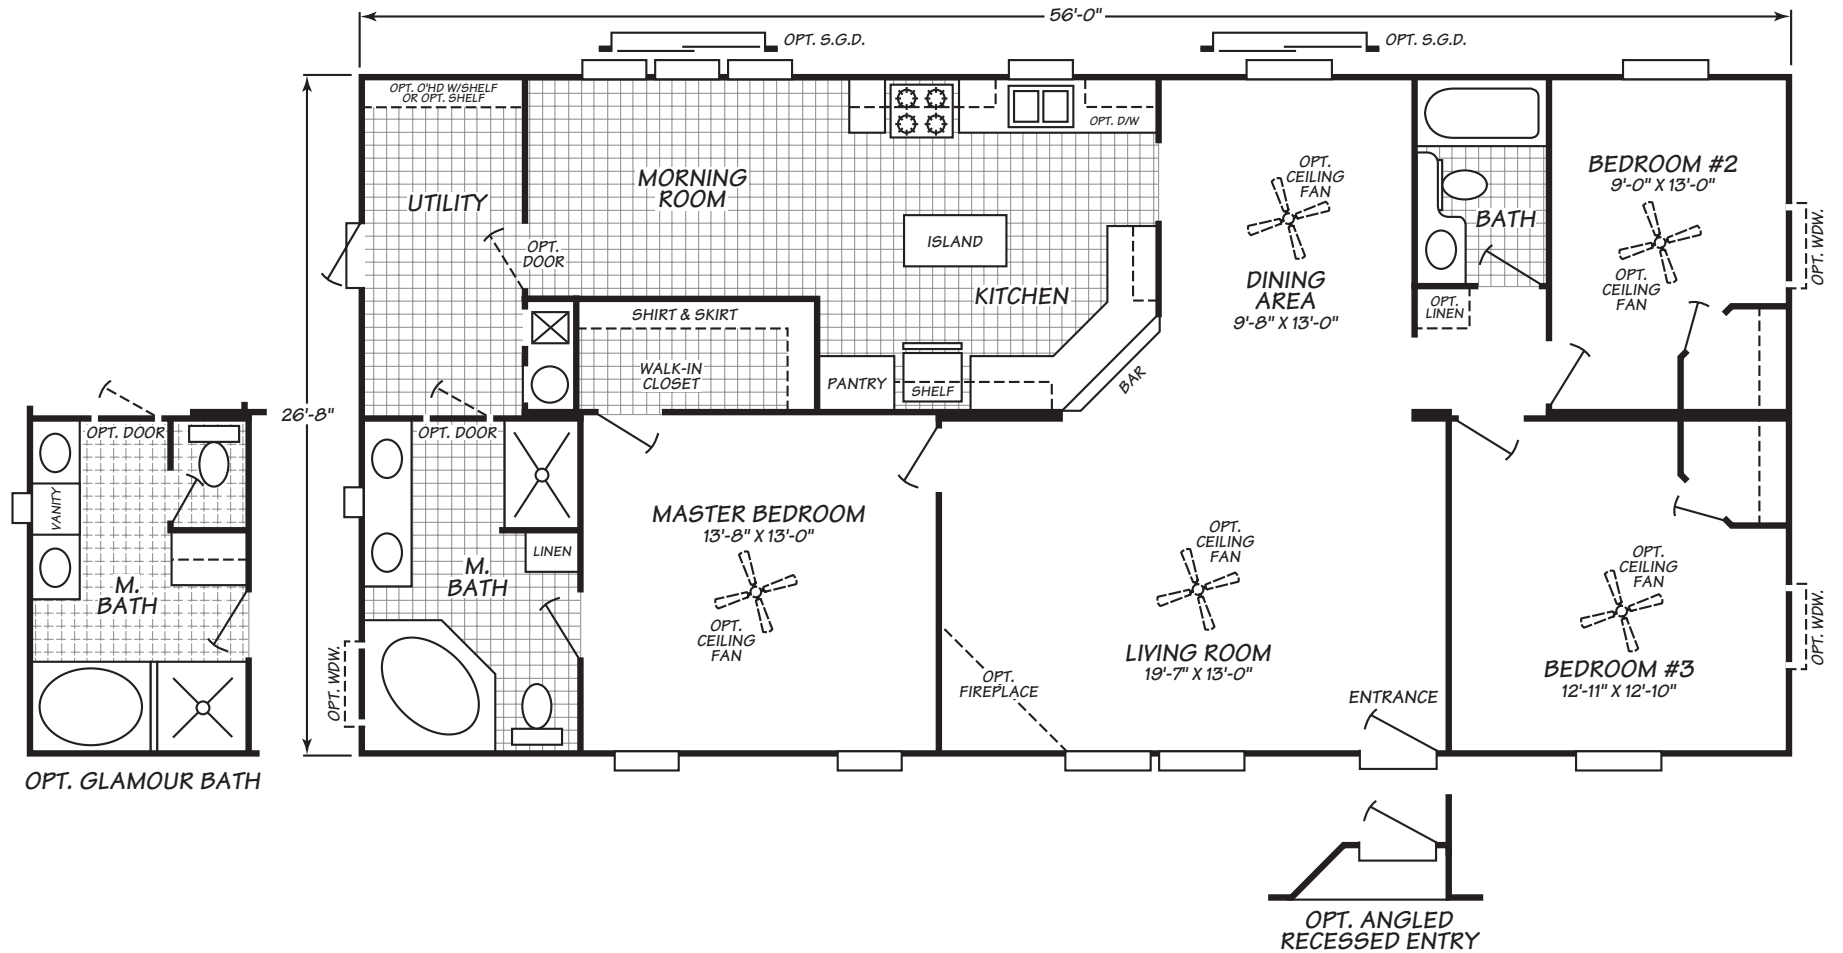 56'-0"
OPT. S.G.D.
OPT. S.G.D.
OPT. O'HD W/SHELF
OR OPT. SHELF
OPT. D/W
MORNING
ROOM
UTILITY
OPT.
DOOR
ISLAND
KITCHEN
OPT.
CEILING
FAN
DINING
AREA
9'-8" X 13'-0"
BATH
OPT.
LINEN
BEDROOM #2
9'-0" X 13'-0"
OPT.
CEILING
FAN
OPT. WDW.
SHIRT & SKIRT
WALK-IN
CLOSET
PANTRY
SHELF
BAR
26'-8"
OPT. DOOR
OPT. DOOR
VANITY
M.
BATH
OPT. GLAMOUR BATH
LINEN
M.
BATH
OPT. WDW.
MASTER BEDROOM
13'-8" X 13'-0"
OPT.
CEILING
FAN
OPT.
CEILING
FAN
LIVING ROOM
19'-7" X 13'-0"
OPT.
FIREPLACE
ENTRANCE
OPT.
CEILING
FAN
BEDROOM #3
12'-11" X 12'-10"
OPT. WDW.
OPT. ANGLED
RECESSED ENTRY